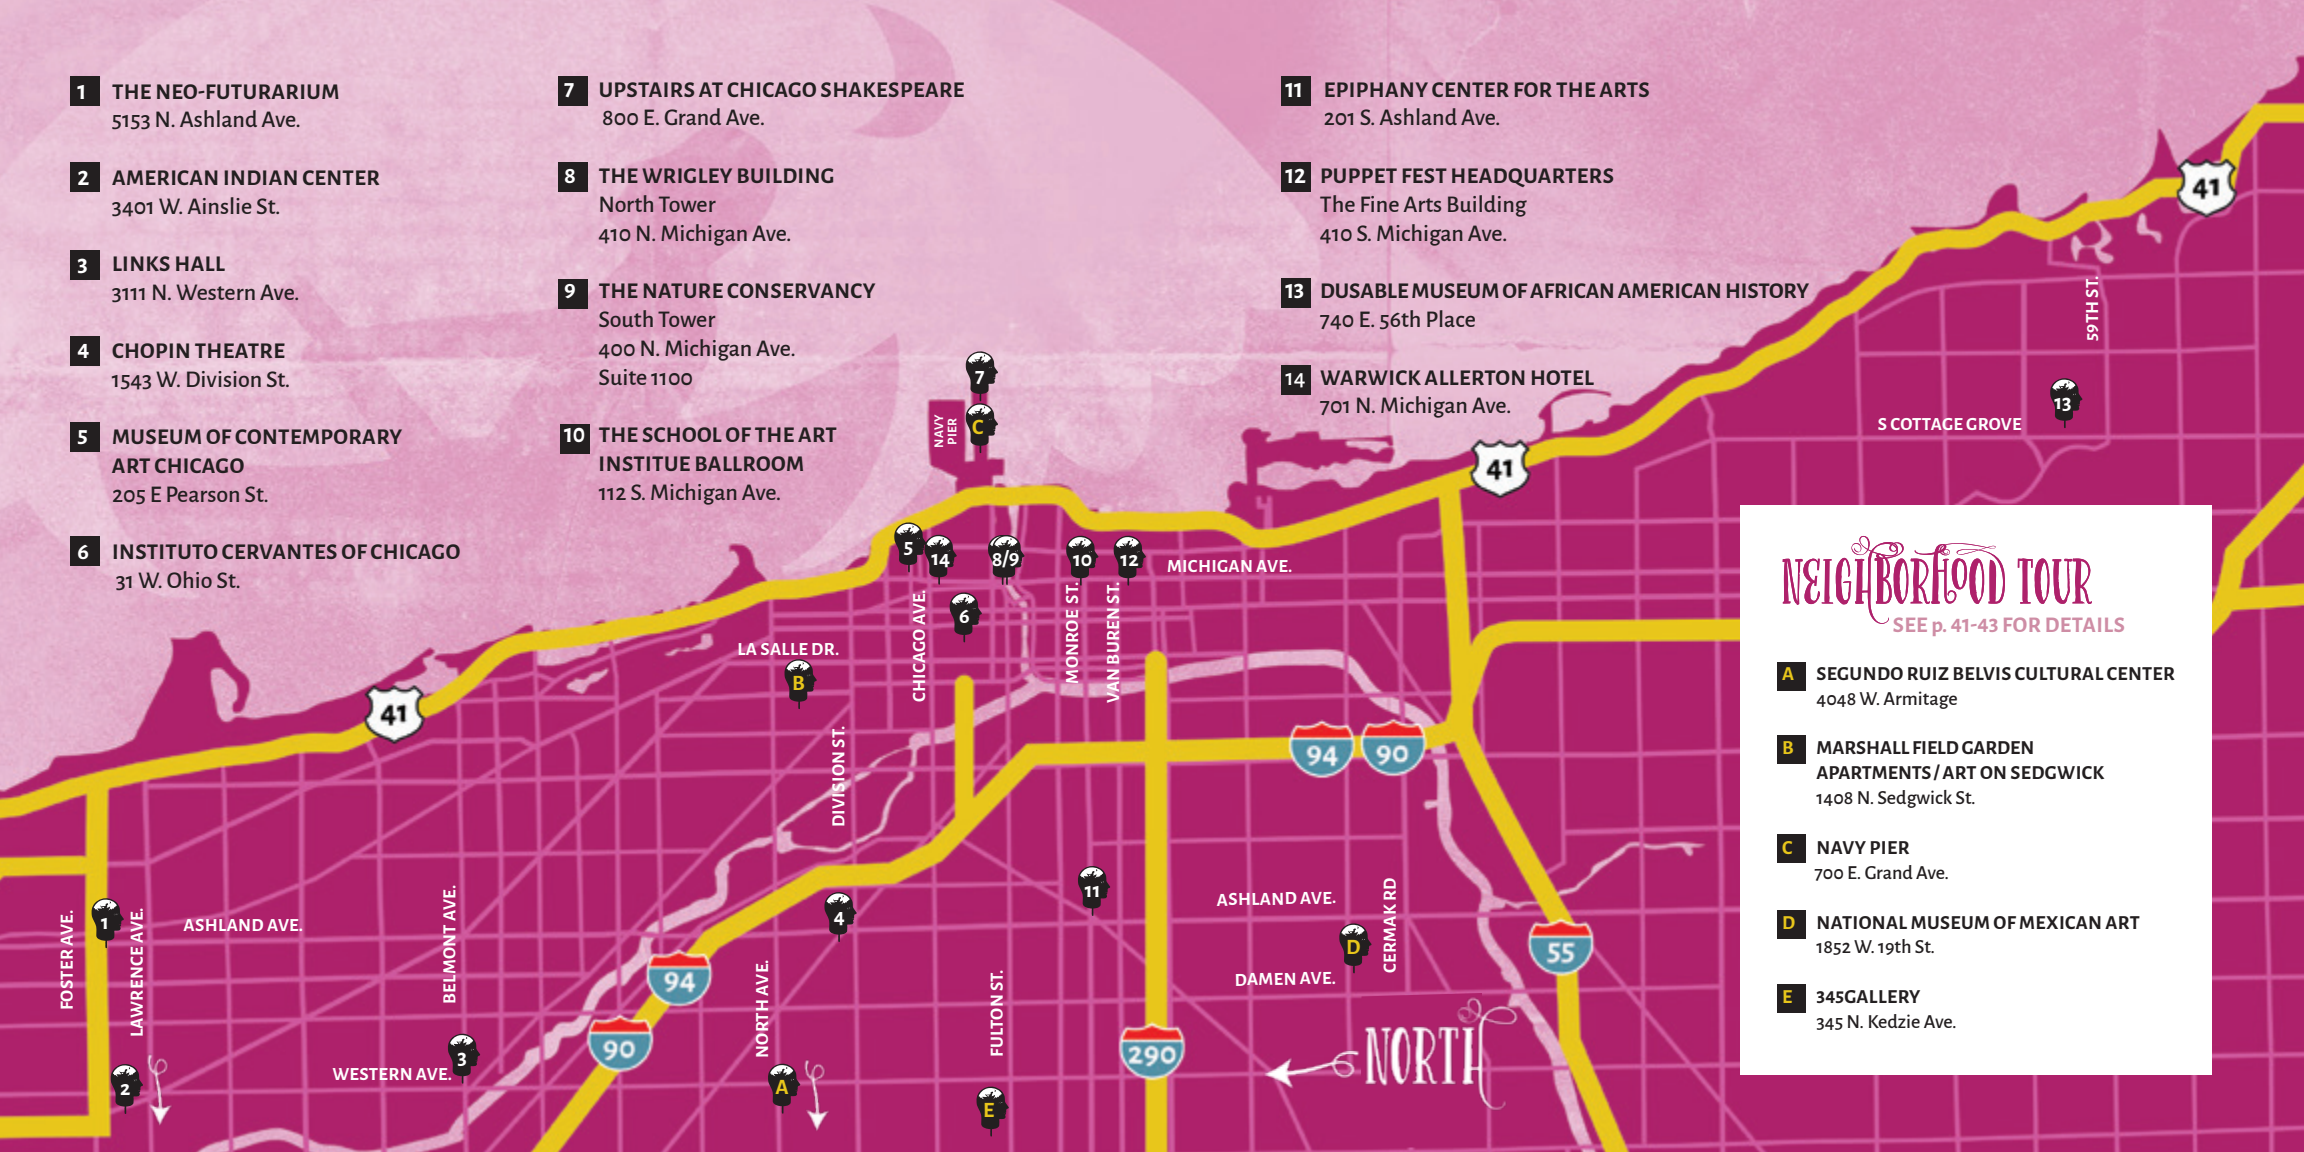 1 THE NEO-FUTURARIUM
5153 N. Ashland Ave.
2 AMERICAN INDIAN CENTER
3401 W. Ainslie St.
3 LINKS HALL
3111 N. Western Ave.
4 CHOPIN THEATRE
1543 W. Division St.
5 MUSEUM OF CONTEMPORARY
ART CHICAGO
205 E Pearson St.
6 INSTITUTO CERVANTES OF CHICAGO
31 W. Ohio St.
7 UPSTAIRS AT CHICAGO SHAKESPEARE
800 E. Grand Ave.
8 THE WRIGLEY BUILDING
North Tower
410 N. Michigan Ave.
9 THE NATURE CONSERVANCY
South Tower
400 N. Michigan Ave.
Suite 1100
10 THE SCHOOL OF THE ART
INSTITUE BALLROOM
112 S. Michigan Ave.
11 EPIPHANY CENTER FOR THE ARTS
201 S. Ashland Ave.
12 PUPPET FEST HEADQUARTERS
The Fine Arts Building
410 S. Michigan Ave.
13 DUSABLE MUSEUM OF AFRICAN AMERICAN HISTORY
740 E. 56th Place
14 WARWICK ALLERTON HOTEL
701 N. Michigan Ave.
41
59TH ST.
13
S COTTAGE GROVE
7
C
NAVY
PIER
41
5
14
8/9
10
12
MICHIGAN AVE.
6
CHICAGO AVE.
MONROE ST.
VAN BUREN ST.
LA SALLE DR.
B
41
DIVISION ST.
94
90
11
4
1
FOSTER AVE.
LAWRENCE AVE.
ASHLAND AVE.
BELMONT AVE.
ASHLAND AVE.
CERMAK RD
D
55
DAMEN AVE.
94
90
NORTH AVE.
FULTON ST.
290
NORTH
3
WESTERN AVE.
2
A
E
NEIGHBORHOOD TOUR
SEE p. 41-43 FOR DETAILS
A SEGUNDO RUIZ BELVIS CULTURAL CENTER
4048 W. Armitage
B MARSHALL FIELD GARDEN
APARTMENTS / ART ON SEDGWICK
1408 N. Sedgwick St.
C NAVY PIER
700 E. Grand Ave.
D NATIONAL MUSEUM OF MEXICAN ART
1852 W. 19th St.
E 345GALLERY
345 N. Kedzie Ave.